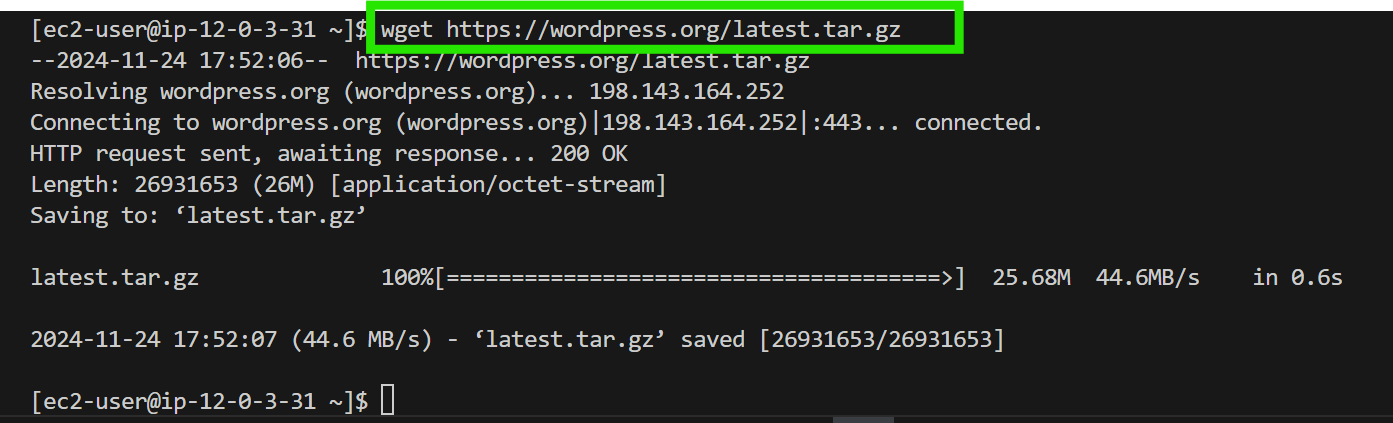 [ec2-user@ip-12-0-3-31 ~]$ wget https://wordpress.org/latest.tar.gz
--2024-11-24 17:52:06--  https://wordpress.org/latest.tar.gz
Resolving wordpress.org (wordpress.org)... 198.143.164.252
Connecting to wordpress.org (wordpress.org)|198.143.164.252|:443... connected.
HTTP request sent, awaiting response... 200 OK
Length: 26931653 (26M) [application/octet-stream]
Saving to: ‘latest.tar.gz’
latest.tar.gz              100%[======================================>]  25.68M  44.6MB/s    in 0.6s
2024-11-24 17:52:07 (44.6 MB/s) - ‘latest.tar.gz’ saved [26931653/26931653]
[ec2-user@ip-12-0-3-31 ~]$